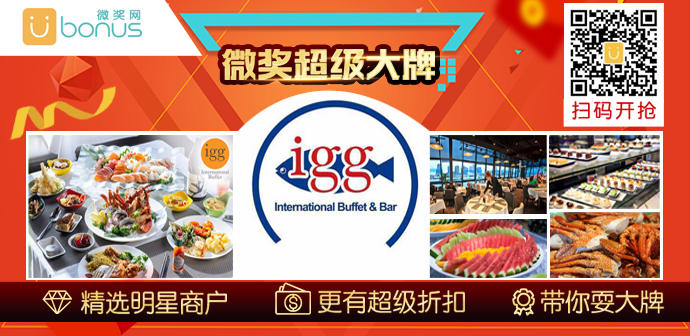 微奖网
Ubonus
微奖超级大牌
扫码开抢
igg
International
Buffet
igg
International Buffet & Bar
精选明星商户
更有超级折扣
带你耍大牌